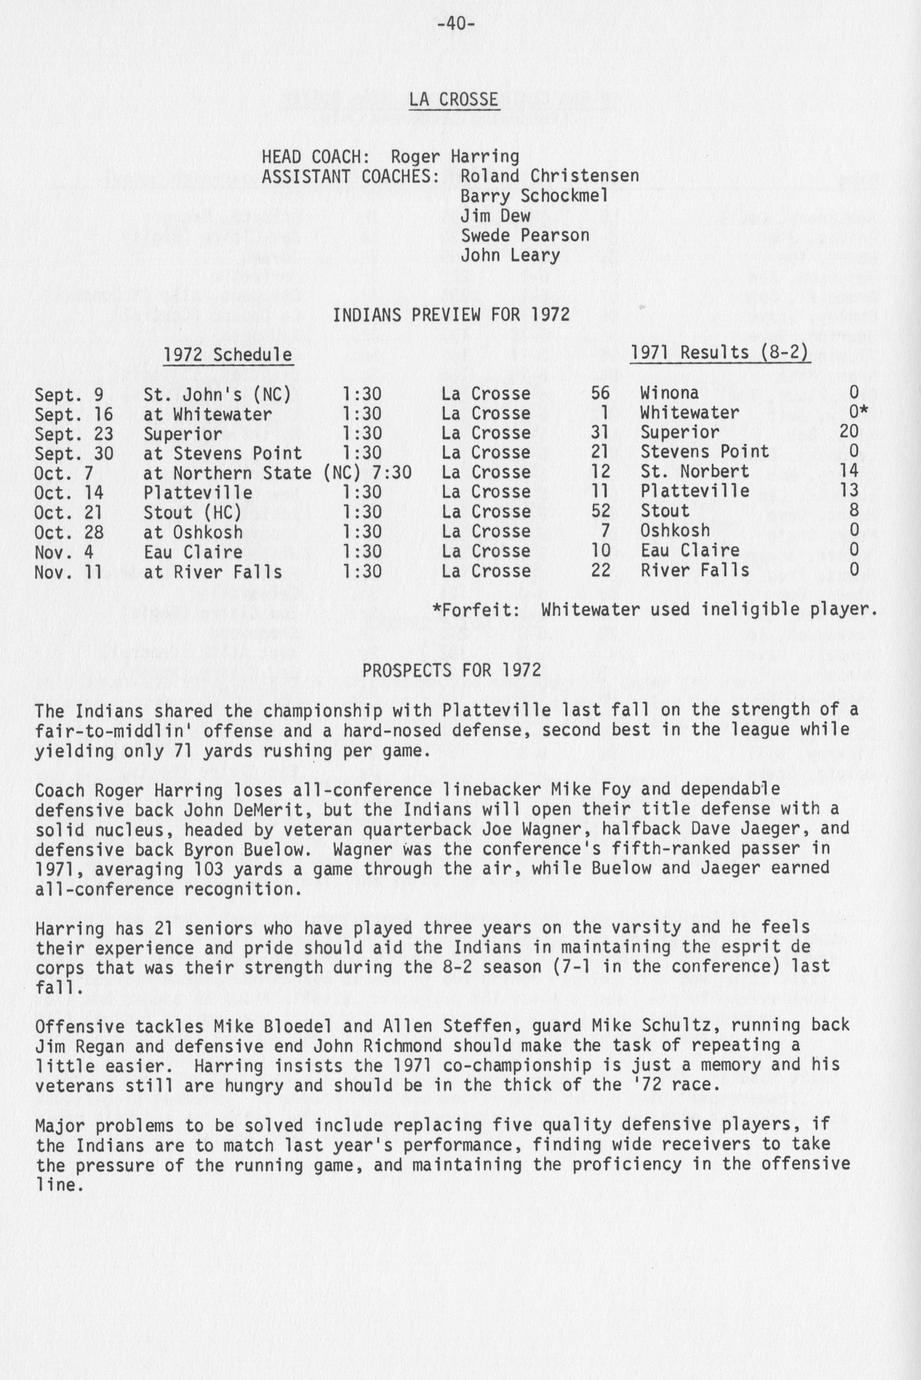 -40-
LA CROSSE
HEAD COACH: Roger Harring
ASSISTANT COACHES: Roland Christensen
Barry Schockmel
Jim Dew
Swede Pearson
John Leary
INDIANS PREVIEW FOR 1972
1972 Schedule 1971 Results (8-2)
Sept. 9 St. John's (NC) 1:30 La Crosse 56 Winona 0
Sept. 16 at Whitewater 1:30 La Crosse 1 Whitewater 0*
Sept. 23 Superior 1:30 La Crosse 31 Superior 20
Sept. 30 at Stevens Point 1:30 La Crosse 21 Stevens Point 0
Oct. 7 at Northern State (NC) 7:30 La Crosse 12 St. Norbert 14
Oct. 14 Platteville 1:30 La Crosse 11 Platteville 13
Oct. 21 Stout (HC) 1:30 La Crosse 52 Stout 8
Oct. 28 at Oshkosh 1:30 La Crosse 7 Oshkosh 0
Nov. 4 Eau Claire 1:30 La Crosse 10 Eau Claire 0
Nov. 11 at River Falls 1:30 La Crosse 22 River Falls 0
*Forfeit: Whitewater used ineligible player.
PROSPECTS FOR 1972
The Indians shared the championship with Platteville last fall on the strength of a
fair-to-middlin' offense and a hard-nosed defense, second best in the league while
yielding only 71 yards rushing per game.
Coach Roger Harring loses all-conference linebacker Mike Foy and dependable
defensive back John DeMerit, but the Indians will open their title defense with a
solid nucleus, headed by veteran quarterback Joe Wagner, halfback Dave Jaeger, and
defensive back Byron Buelow. Wagner was the conference's fifth-ranked passer in
1971, averaging 103 yards a game through the air, while Buelow and Jaeger earned
all-conference recognition.
Harring has 21 seniors who have played three years on the varsity and he feels
their experience and pride should aid the Indians in maintaining the esprit de
corps that was their strength during the 8-2 season (7-1 in the conference) last
fall.
Offensive tackles Mike Bloedel and Allen Steffen, guard Mike Schultz, running back
Jim Regan and defensive end John Richmond should make the task of repeating a
little easier. Harring insists the 1971 co-championship is just a memory and his
veterans still are hungry and should be in the thick of the '72 race.
Major problems to be solved include replacing five quality defensive players, if
the Indians are to match last year's performance, finding wide receivers to take
the pressure of the running game, and maintaining the proficiency in the offensive
line.